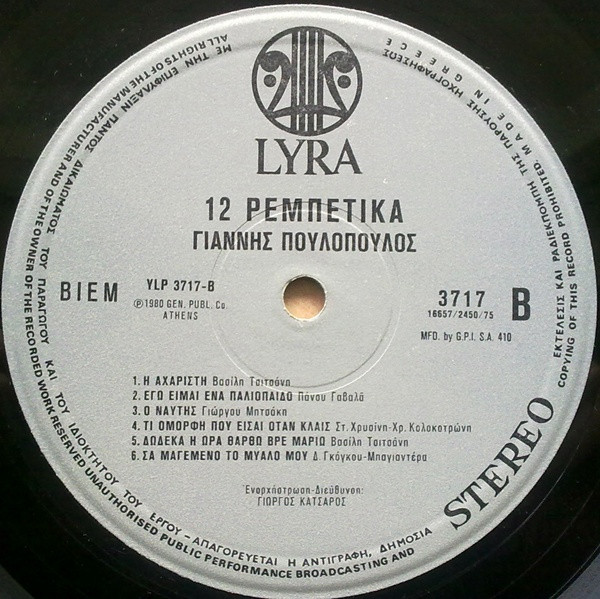 LYRA
12 ΡΕΜΠΕΤΙΚΑ
ΓΙΑΝΝΗΣ ΠΟΥΛΟΠΟΥΛΟΣ
BIEM
YLP 3717-B
Ⓟ1980 GEN. PUBL. Co.
ATHENS
3717 B
16657/2450/75
MFD. by G.P.I. S.A. 410
1. Η ΑΧΑΡΙΣΤΗ Βασίλη Τσιτσάνη
2. ΕΓΩ ΕΙΜΑΙ ΕΝΑ ΠΑΛΙΟΠΑΙΔΟ Πάνου Γαβαλά
3. Ο ΝΑΥΤΗΣ Γιώργου Μητσάκη
4. ΤΙ ΟΜΟΡΦΗ ΠΟΥ ΕΙΣΑΙ ΟΤΑΝ ΚΛΑΙΣ Στ. Χρυσίνη-Χρ. Κολοκοτρώνη
5. ΔΩΔΕΚΑ Η ΩΡΑ ΘΑΡΘΩ ΒΡΕ ΜΑΡΙΩ Βασίλη Τσιτσάνη
6. ΣΑ ΜΑΓΕΜΕΝΟ ΤΟ ΜΥΑΛΟ ΜΟΥ Δ. Γκόγκου-Μπαγιαντέρα
Ἐναρχήστρωση-Διεύθυνση:
ΓΙΩΡΓΟΣ ΚΑΤΣΑΡΟΣ
STEREO
ΜΕ ΤΗΝ ΕΠΙΦΥΛΑΞΙΝ ΠΑΝΤΟΣ ΔΙΚΑΙΩΜΑΤΟΣ ΤΟΥ ΠΑΡΑΓΩΓΟΥ ΚΑΙ ΤΟΥ ΙΔΙΟΚΤΗΤΟΥ ΤΟΥ ΕΡΓΟΥ-ΑΠΑΓΟΡΕΥΕΤΑΙ Η ΑΝΤΙΓΡΑΦΗ, ΔΗΜΟΣΙΑ
ΕΚΤΕΛΕΣΙΣ ΚΑΙ ΡΑΔΙΕΚΠΟΜΠΗ ΤΗΣ ΠΑΡΟΥΣΗΣ ΗΧΟΓΡΑΦΗΣΕΩΣ
ALL RIGHTS OF THE MANUFACTURER AND OF THE OWNER OF THE RECORDED WORK RESERVED UNAUTHORISED PUBLIC PERFORMANCE BROADCASTING AND
COPYING OF THIS RECORD PROHIBITED. MADE IN GREECE